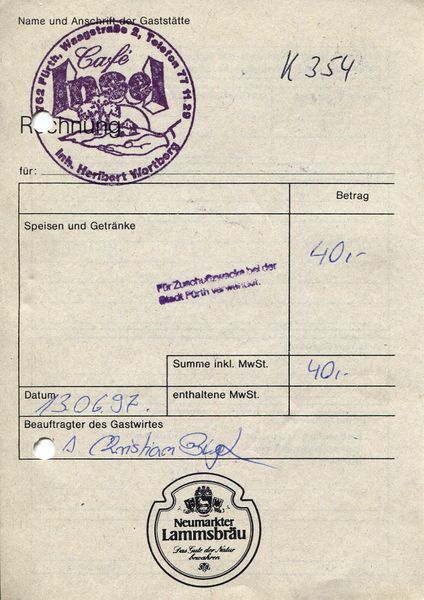 Name und Anschrift der Gaststätte
K 354
762 Fürth, Waagstraße 2, Telefon 77 11 29
Café
Insel
Inh. Heribert Wortberg
Rechnung
für:
Betrag
Speisen und Getränke
40,-
Für Zuschußzwecke bei der
Stadt Fürth verwendet.
Summe inkl. MwSt.
40,-
Datum
13.06.97.
enthaltene MwSt.
Beauftragter des Gastwirtes
Christian
Neumarkter
Lammsbräu
Das Gute der Natur
bewahren